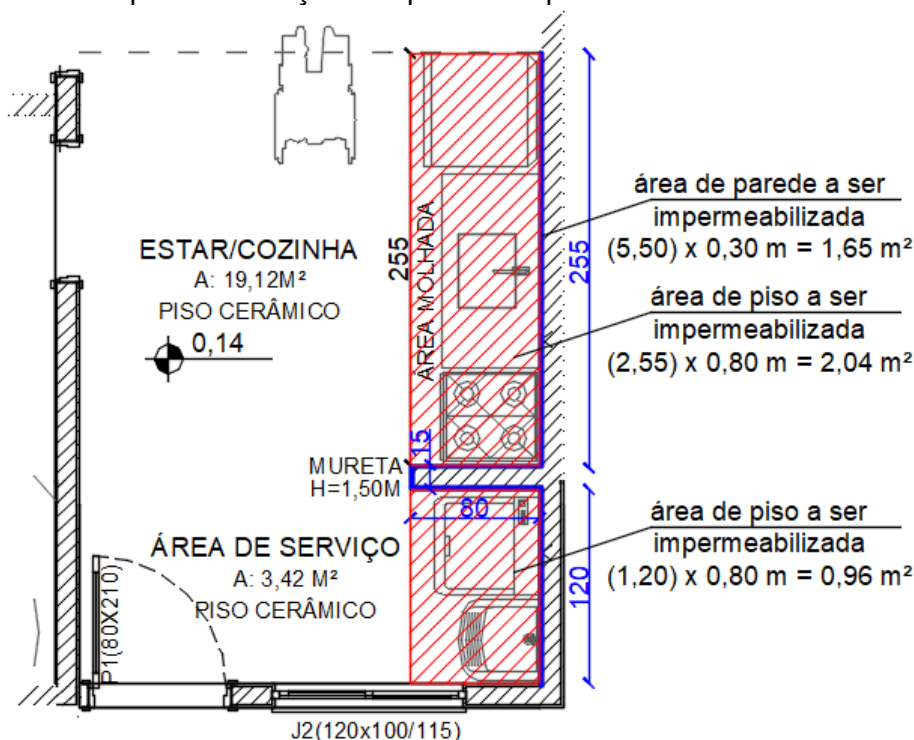 área de parede a ser
impermeabilizada
(5,50) x 0,30 m = 1,65 m²
255
255
ÁREA MOLHADA
ESTAR/COZINHA
A: 19,12M²
PISO CERÂMICO
0,14
área de piso a ser
impermeabilizada
(2,55) x 0,80 m = 2,04 m²
15
MURETA
H=1,50M
80
ÁREA DE SERVIÇO
A: 3,42 M²
PISO CERÂMICO
P1(80X210)
120
área de piso a ser
impermeabilizada
(1,20) x 0,80 m = 0,96 m²
J2(120x100/115)